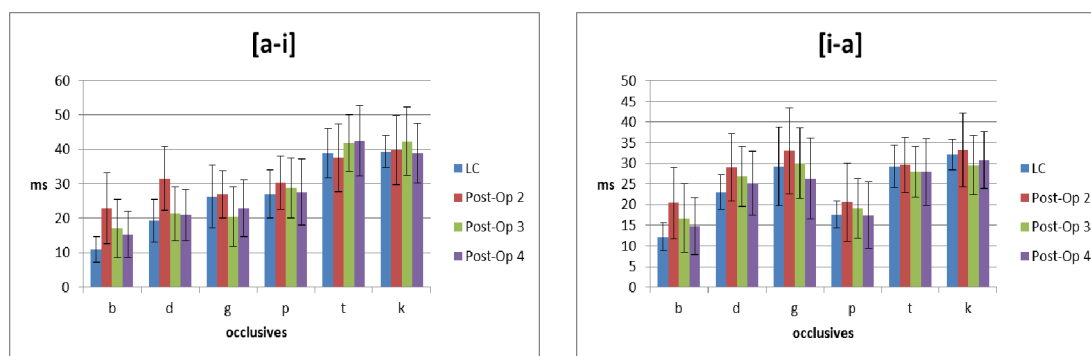 [a-i]
60
50
40
30
20
10
0
ms
b d g p t k
occlusives
LC
Post-Op 2
Post-Op 3
Post-Op 4
[i-a]
50
45
40
35
30
25
20
15
10
5
0
ms
b d g p t k
occlusives
LC
Post-Op 2
Post-Op 3
Post-Op 4